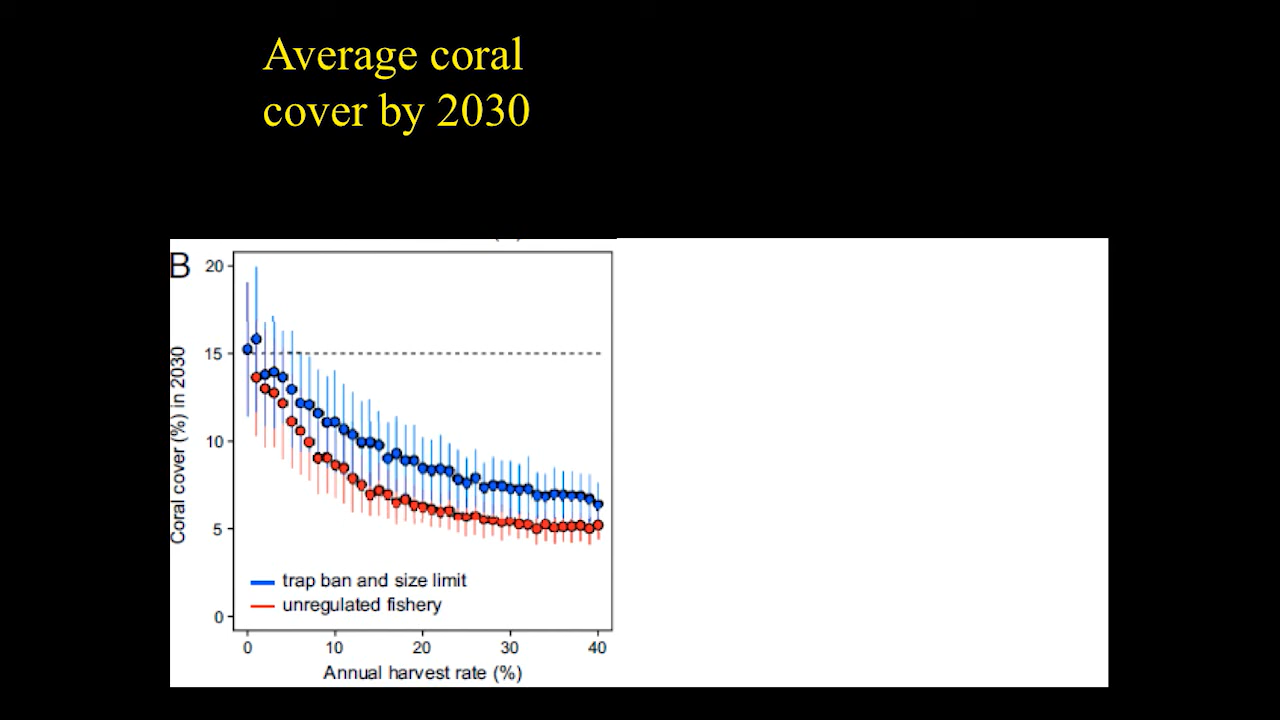 Average coral
cover by 2030
B
20
15
10
5
0
Coral cover (%) in 2030
trap ban and size limit
unregulated fishery
0 10 20 30 40
Annual harvest rate (%)